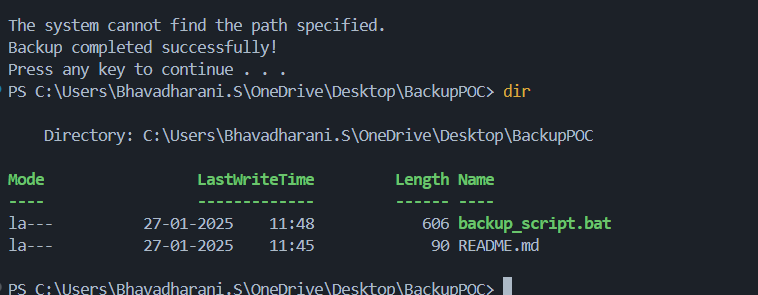 The system cannot find the path specified.
Backup completed successfully!
Press any key to continue . . .
PS C:\Users\Bhavadharani.S\OneDrive\Desktop\BackupPOC> dir
    Directory: C:\Users\Bhavadharani.S\OneDrive\Desktop\BackupPOC
Mode                 LastWriteTime         Length Name
----                 -------------         ------ ----
la---          27-01-2025    11:48            606 backup_script.bat
la---          27-01-2025    11:45             90 README.md
PS C:\Users\Bhavadharani.S\OneDrive\Desktop\BackupPOC>